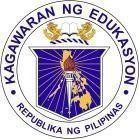 KAGAWARAN NG EDUKASYON
REPUBLIKA NG PILIPINAS